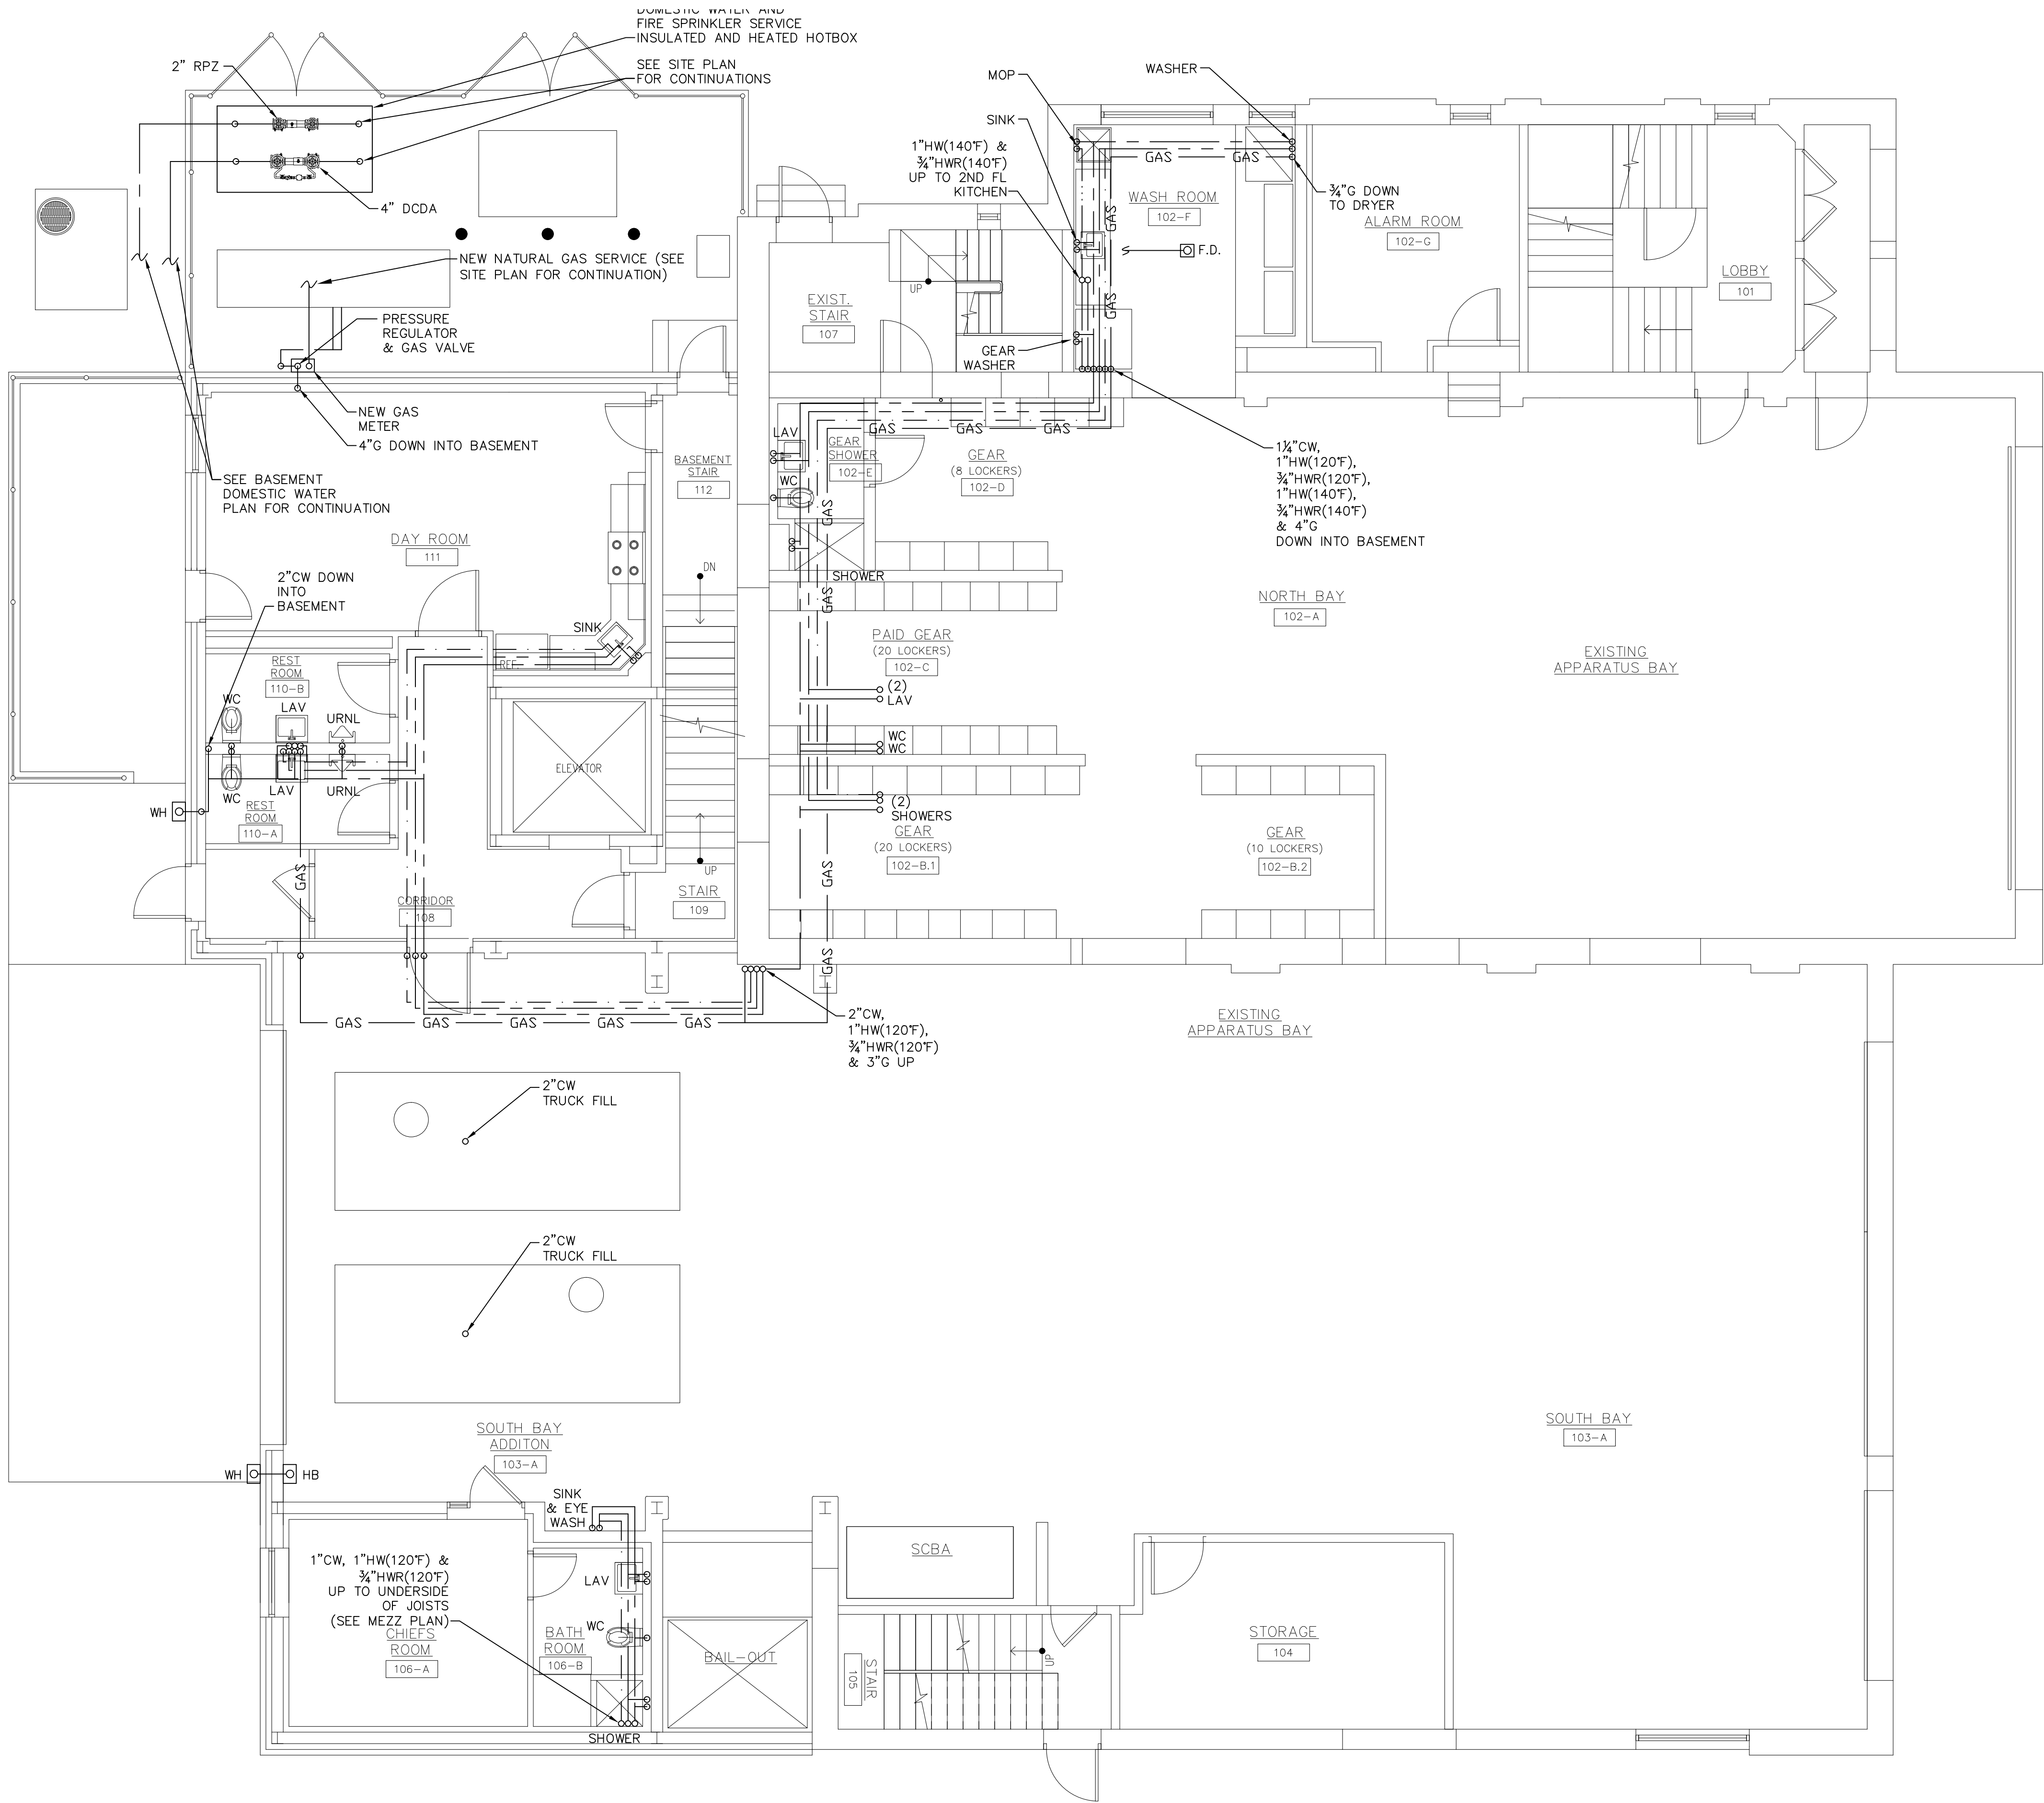 DOMESTIC WATER AND
FIRE SPRINKLER SERVICE
INSULATED AND HEATED HOTBOX
SEE SITE PLAN
FOR CONTINUATIONS
2" RPZ
4" DCDA
NEW NATURAL GAS SERVICE (SEE
SITE PLAN FOR CONTINUATION)
PRESSURE
REGULATOR
& GAS VALVE
NEW GAS
METER
4"G DOWN INTO BASEMENT
SEE BASEMENT
DOMESTIC WATER
PLAN FOR CONTINUATION
MOP
WASHER
SINK
1"HW(140°F) &
¾"HWR(140°F)
UP TO 2ND FL
KITCHEN
GAS
GAS
GAS
GAS
¾"G DOWN
TO DRYER
WASH ROOM
102-F
F.D.
ALARM ROOM
102-G
LOBBY
101
EXIST.
STAIR
107
UP
GEAR
WASHER
1¼"CW,
1"HW(120°F),
¾"HWR(120°F),
1"HW(140°F),
¾"HWR(140°F)
& 4"G
DOWN INTO BASEMENT
BASEMENT
STAIR
112
LAV
WC
GEAR
SHOWER
102-E
GAS
GAS
GAS
GEAR
(8 LOCKERS)
102-D
GAS
GAS
SHOWER
DAY ROOM
111
DN
2"CW DOWN
INTO
BASEMENT
SINK
REF.
NORTH BAY
102-A
PAID GEAR
(20 LOCKERS)
102-C
EXISTING
APPARATUS BAY
REST
ROOM
110-B
WC
LAV
URNL
WC
LAV
URNL
REST
ROOM
110-A
WH
ELEVATOR
(2)
LAV
WC
WC
(2)
SHOWERS
GEAR
(20 LOCKERS)
102-B.1
GEAR
(10 LOCKERS)
102-B.2
GAS
GAS
GAS
UP
STAIR
109
CORRIDOR
108
GAS
GAS
GAS
GAS
GAS
2"CW,
1"HW(120°F),
¾"HWR(120°F)
& 3"G UP
EXISTING
APPARATUS BAY
2"CW
TRUCK FILL
2"CW
TRUCK FILL
SOUTH BAY
ADDITON
103-A
SOUTH BAY
103-A
WH
HB
SINK
& EYE
WASH
1"CW, 1"HW(120°F) &
¾"HWR(120°F)
UP TO UNDERSIDE
OF JOISTS
(SEE MEZZ PLAN)
CHIEFS
ROOM
106-A
LAV
WC
BATH
ROOM
106-B
SHOWER
BAIL-OUT
SCBA
STAIR
105
UP
STORAGE
104